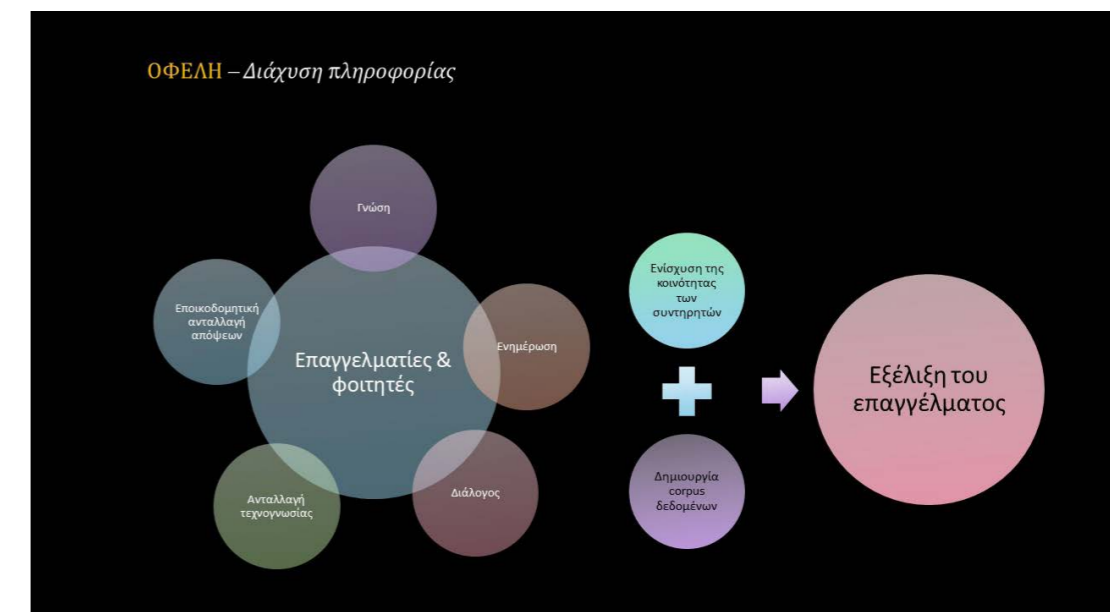 ΟΦΕΛΗ – Διάχυση πληροφορίας
Γνώση
Εποικοδομητική
ανταλλαγή
απόψεων
Επαγγελματίες &
φοιτητές
Ενημέρωση
Ανταλλαγή
τεχνογνωσίας
Διάλογος
Ενίσχυση της
κοινότητας
των
συντηρητών
Δημιουργία
corpus
δεδομένων
Εξέλιξη του
επαγγέλματος